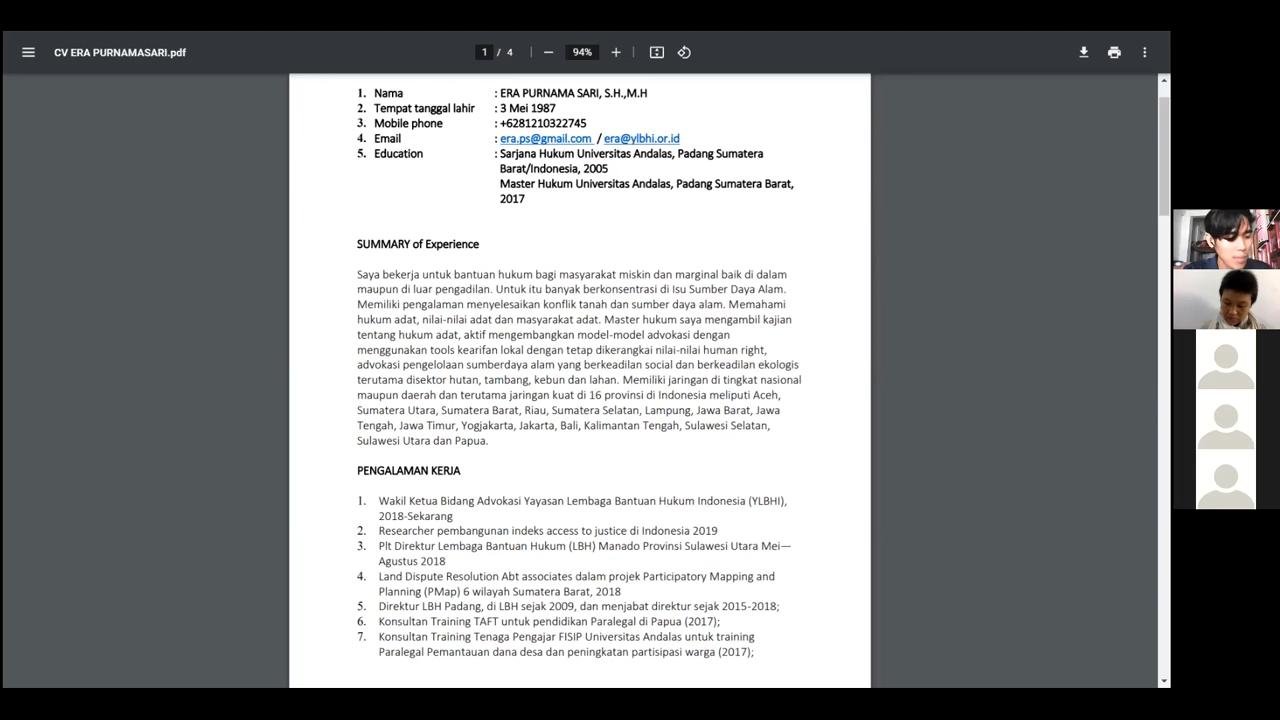 CV ERA PURNAMASARI.pdf
1 / 4
94%
1. Nama : ERA PURNAMA SARI, S.H.,M.H
2. Tempat tanggal lahir : 3 Mei 1987
3. Mobile phone : +6281210322745
4. Email : era.ps@gmail.com / era@ylbhi.or.id
5. Education : Sarjana Hukum Universitas Andalas, Padang Sumatera
Barat/Indonesia, 2005
Master Hukum Universitas Andalas, Padang Sumatera Barat,
2017
SUMMARY of Experience
Saya bekerja untuk bantuan hukum bagi masyarakat miskin dan marginal baik di dalam
maupun di luar pengadilan. Untuk itu banyak berkonsentrasi di Isu Sumber Daya Alam.
Memiliki pengalaman menyelesaikan konflik tanah dan sumber daya alam. Memahami
hukum adat, nilai-nilai adat dan masyarakat adat. Master hukum saya mengambil kajian
tentang hukum adat, aktif mengembangkan model-model advokasi dengan
menggunakan tools kearifan lokal dengan tetap dikerangkai nilai-nilai human right,
advokasi pengelolaan sumberdaya alam yang berkeadilan social dan berkeadilan ekologis
terutama disektor hutan, tambang, kebun dan lahan. Memiliki jaringan di tingkat nasional
maupun daerah dan terutama jaringan kuat di 16 provinsi di Indonesia meliputi Aceh,
Sumatera Utara, Sumatera Barat, Riau, Sumatera Selatan, Lampung, Jawa Barat, Jawa
Tengah, Jawa Timur, Yogjakarta, Jakarta, Bali, Kalimantan Tengah, Sulawesi Selatan,
Sulawesi Utara dan Papua.
PENGALAMAN KERJA
1. Wakil Ketua Bidang Advokasi Yayasan Lembaga Bantuan Hukum Indonesia (YLBHI),
2018-Sekarang
2. Researcher pembangunan indeks access to justice di Indonesia 2019
3. Plt Direktur Lembaga Bantuan Hukum (LBH) Manado Provinsi Sulawesi Utara Mei—
Agustus 2018
4. Land Dispute Resolution Abt associates dalam projek Participatory Mapping and
Planning (PMap) 6 wilayah Sumatera Barat, 2018
5. Direktur LBH Padang, di LBH sejak 2009, dan menjabat direktur sejak 2015-2018;
6. Konsultan Training TAFT untuk pendidikan Paralegal di Papua (2017);
7. Konsultan Training Tenaga Pengajar FISIP Universitas Andalas untuk training
Paralegal Pemantauan dana desa dan peningkatan partisipasi warga (2017);